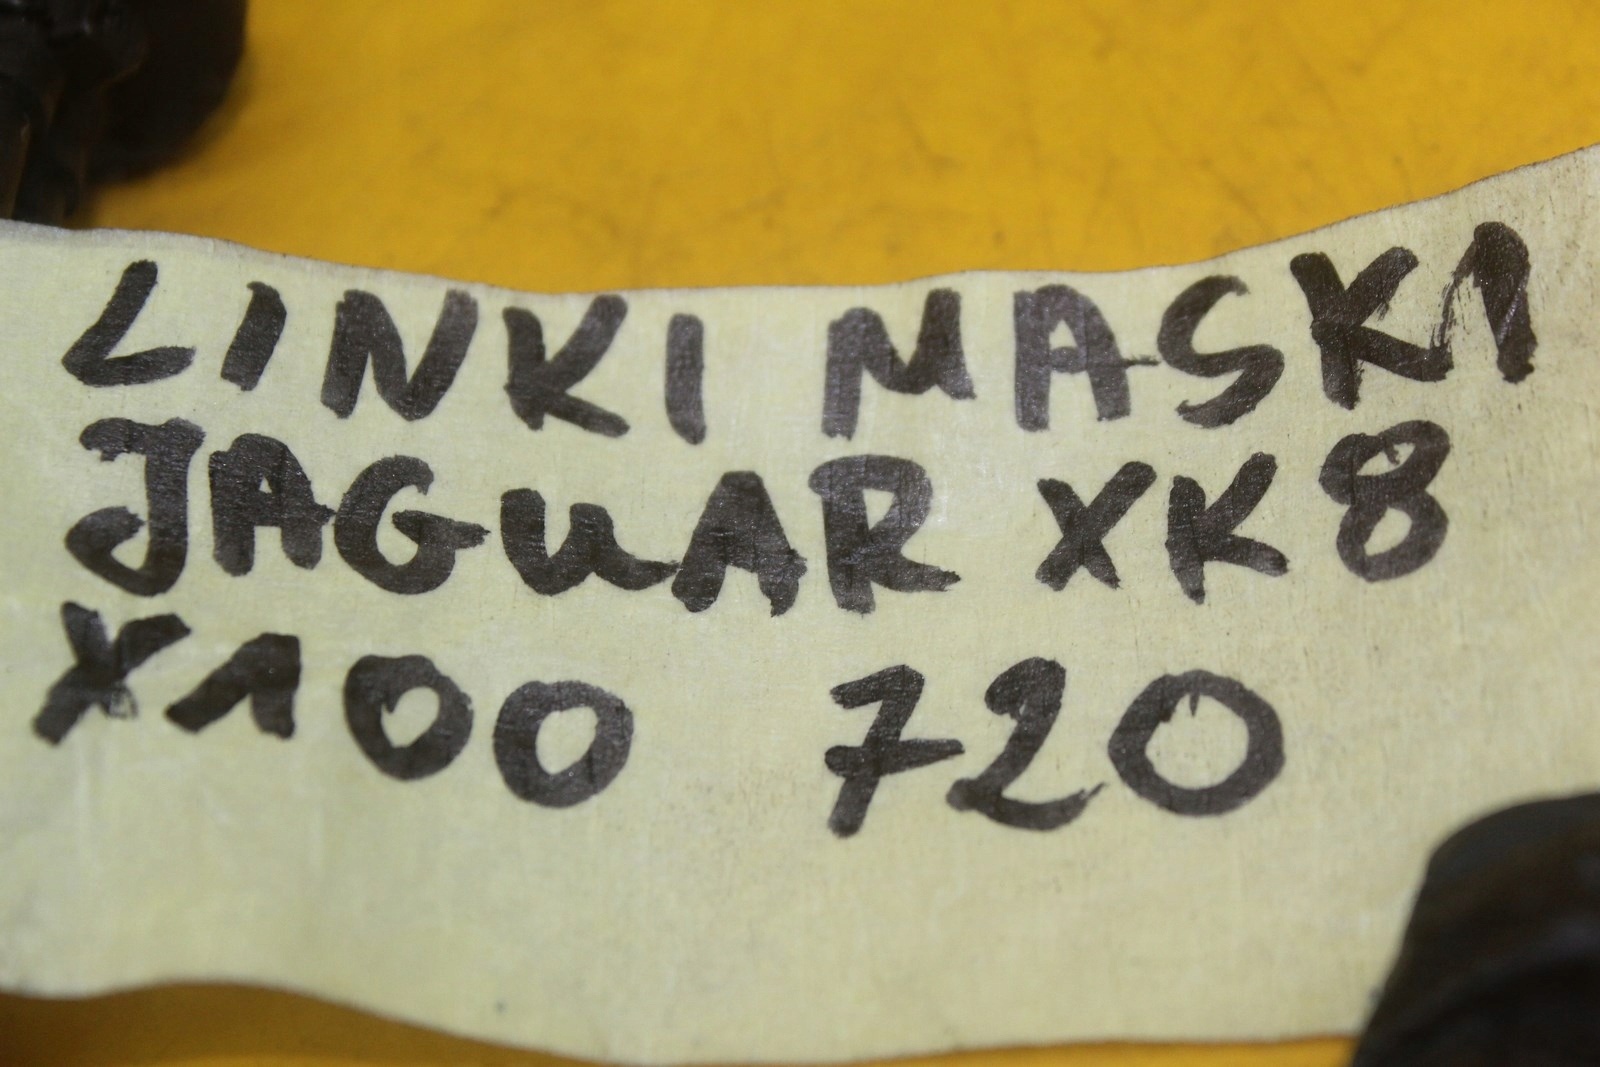 LINKI MASKI
JAGUAR XK8
X100 720